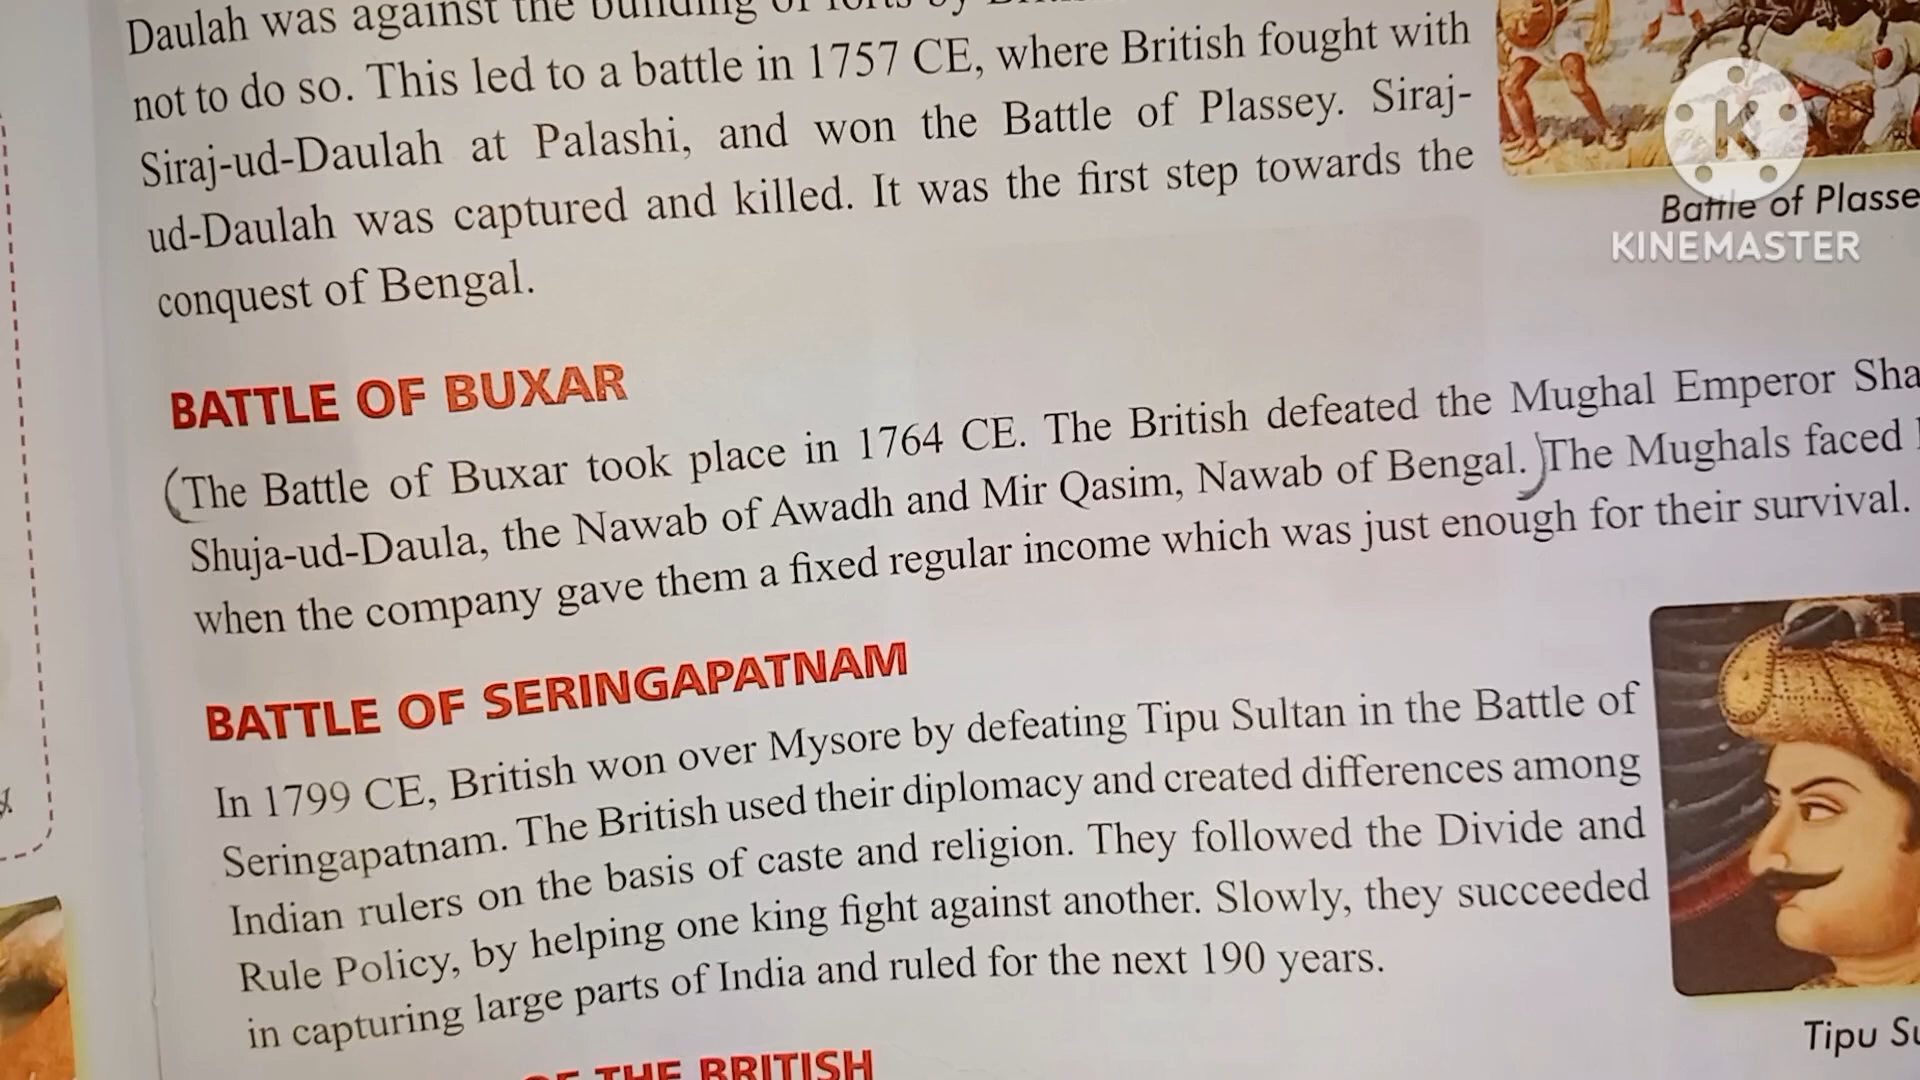 Daulah was against the building of forts by
not to do so. This led to a battle in 1757 CE, where British fought with
Siraj-ud-Daulah at Palashi, and won the Battle of Plassey. Siraj-
ud-Daulah was captured and killed. It was the first step towards the
conquest of Bengal.
Battle of Plasse
K
KINEMASTER
BATTLE OF BUXAR
(The Battle of Buxar took place in 1764 CE. The British defeated the Mughal Emperor Sha
Shuja-ud-Daula, the Nawab of Awadh and Mir Qasim, Nawab of Bengal.) The Mughals faced
when the company gave them a fixed regular income which was just enough for their survival.
BATTLE OF SERINGAPATNAM
In 1799 CE, British won over Mysore by defeating Tipu Sultan in the Battle of
Seringapatnam. The British used their diplomacy and created differences among
Indian rulers on the basis of caste and religion. They followed the Divide and
Rule Policy, by helping one king fight against another. Slowly, they succeeded
in capturing large parts of India and ruled for the next 190 years.
Tipu Su
OF THE BRITISH